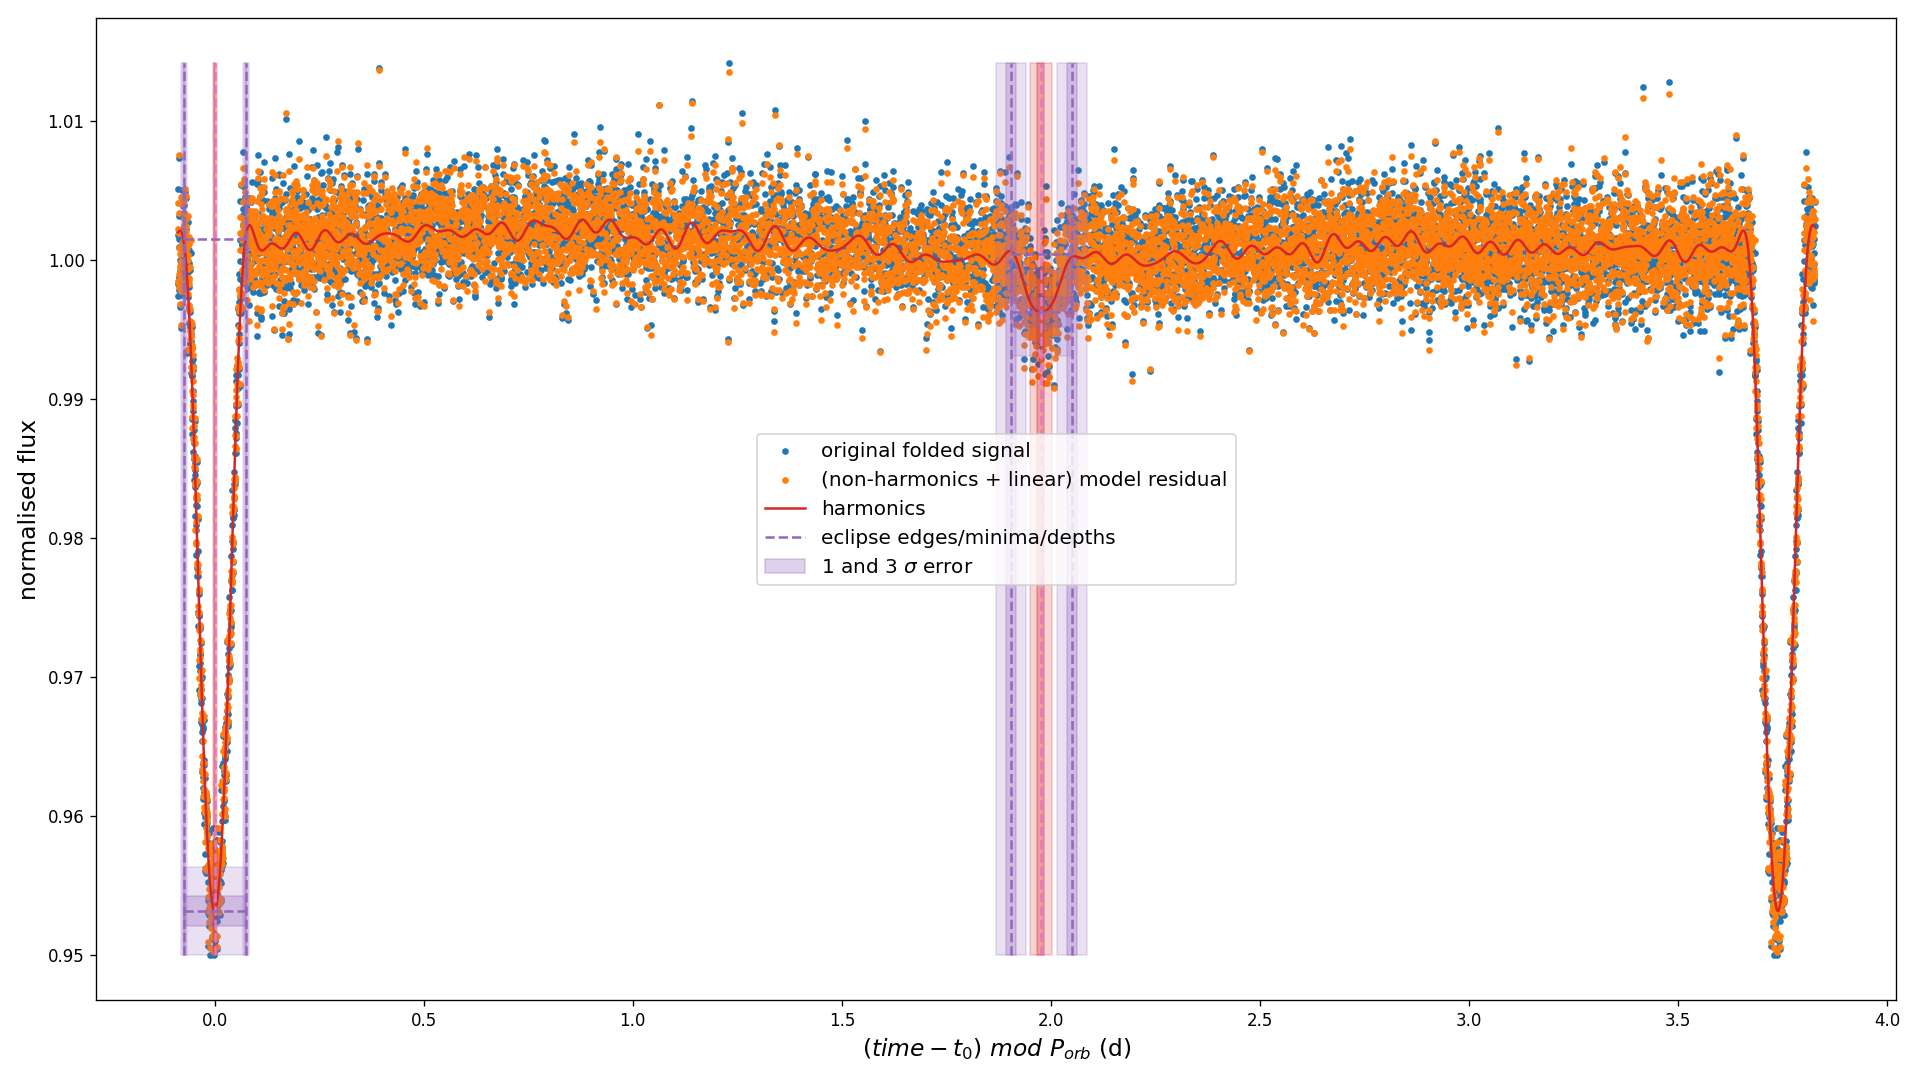 normalised flux
1.01
1.00
0.99
0.98
0.97
0.96
0.95
original folded signal
(non-harmonics + linear) model residual
harmonics
eclipse edges/minima/depths
1 and 3 σ error
0.0 0.5 1.0 1.5 2.0 2.5 3.0 3.5 4.0
(time − t₀) mod Pₒᵣb (d)